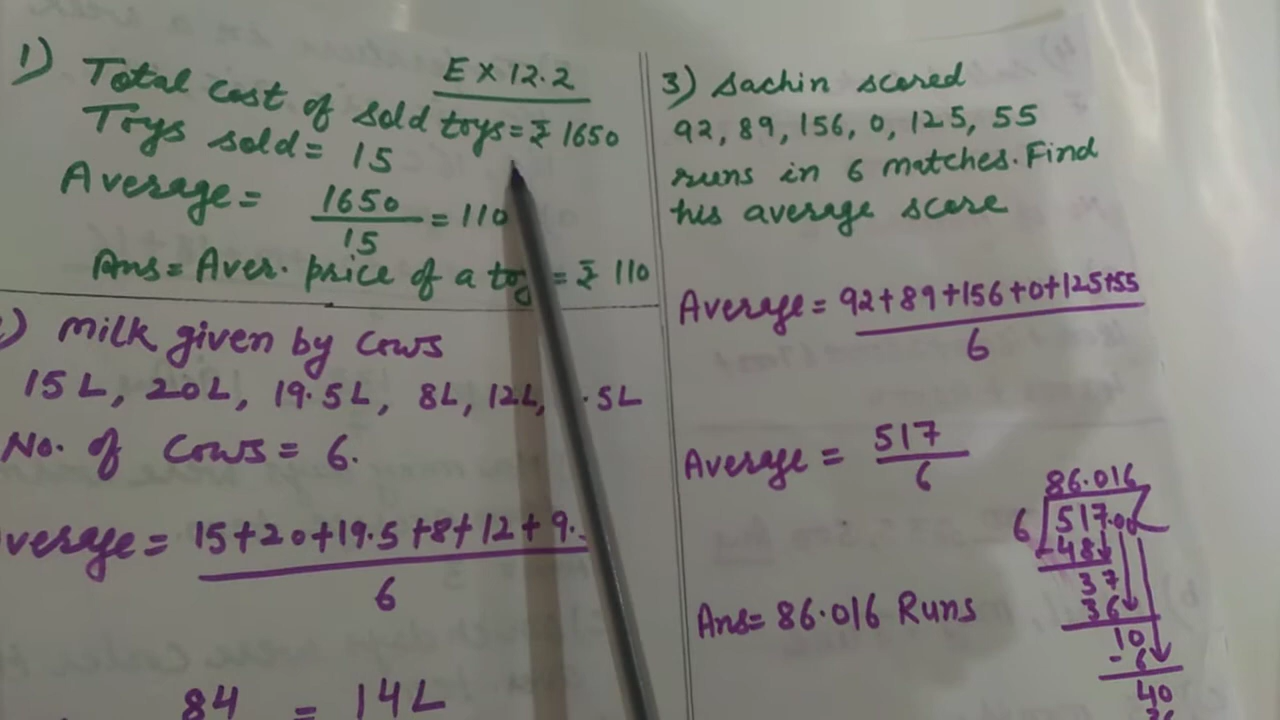 Ex 12.2
1) Total cost of sold toys = ₹ 1650
Toys sold = 15
Average = 1650 / 15 = 110
Ans = Aver. price of a toy = ₹ 110
) Milk given by cows
15L, 20L, 19.5L, 8L, 12L, .5L
No. of Cows = 6.
verage = 15+20+19.5+8+12+9. / 6
84 = 14L
3) Sachin scored
92, 89, 156, 0, 125, 55
runs in 6 matches. Find
his average score
Average = 92+89+156+0+125+55 / 6
Average = 517 / 6
86.016
6 517.00
-48
37
36
10
- 6
40
36
Ans = 86.016 Runs